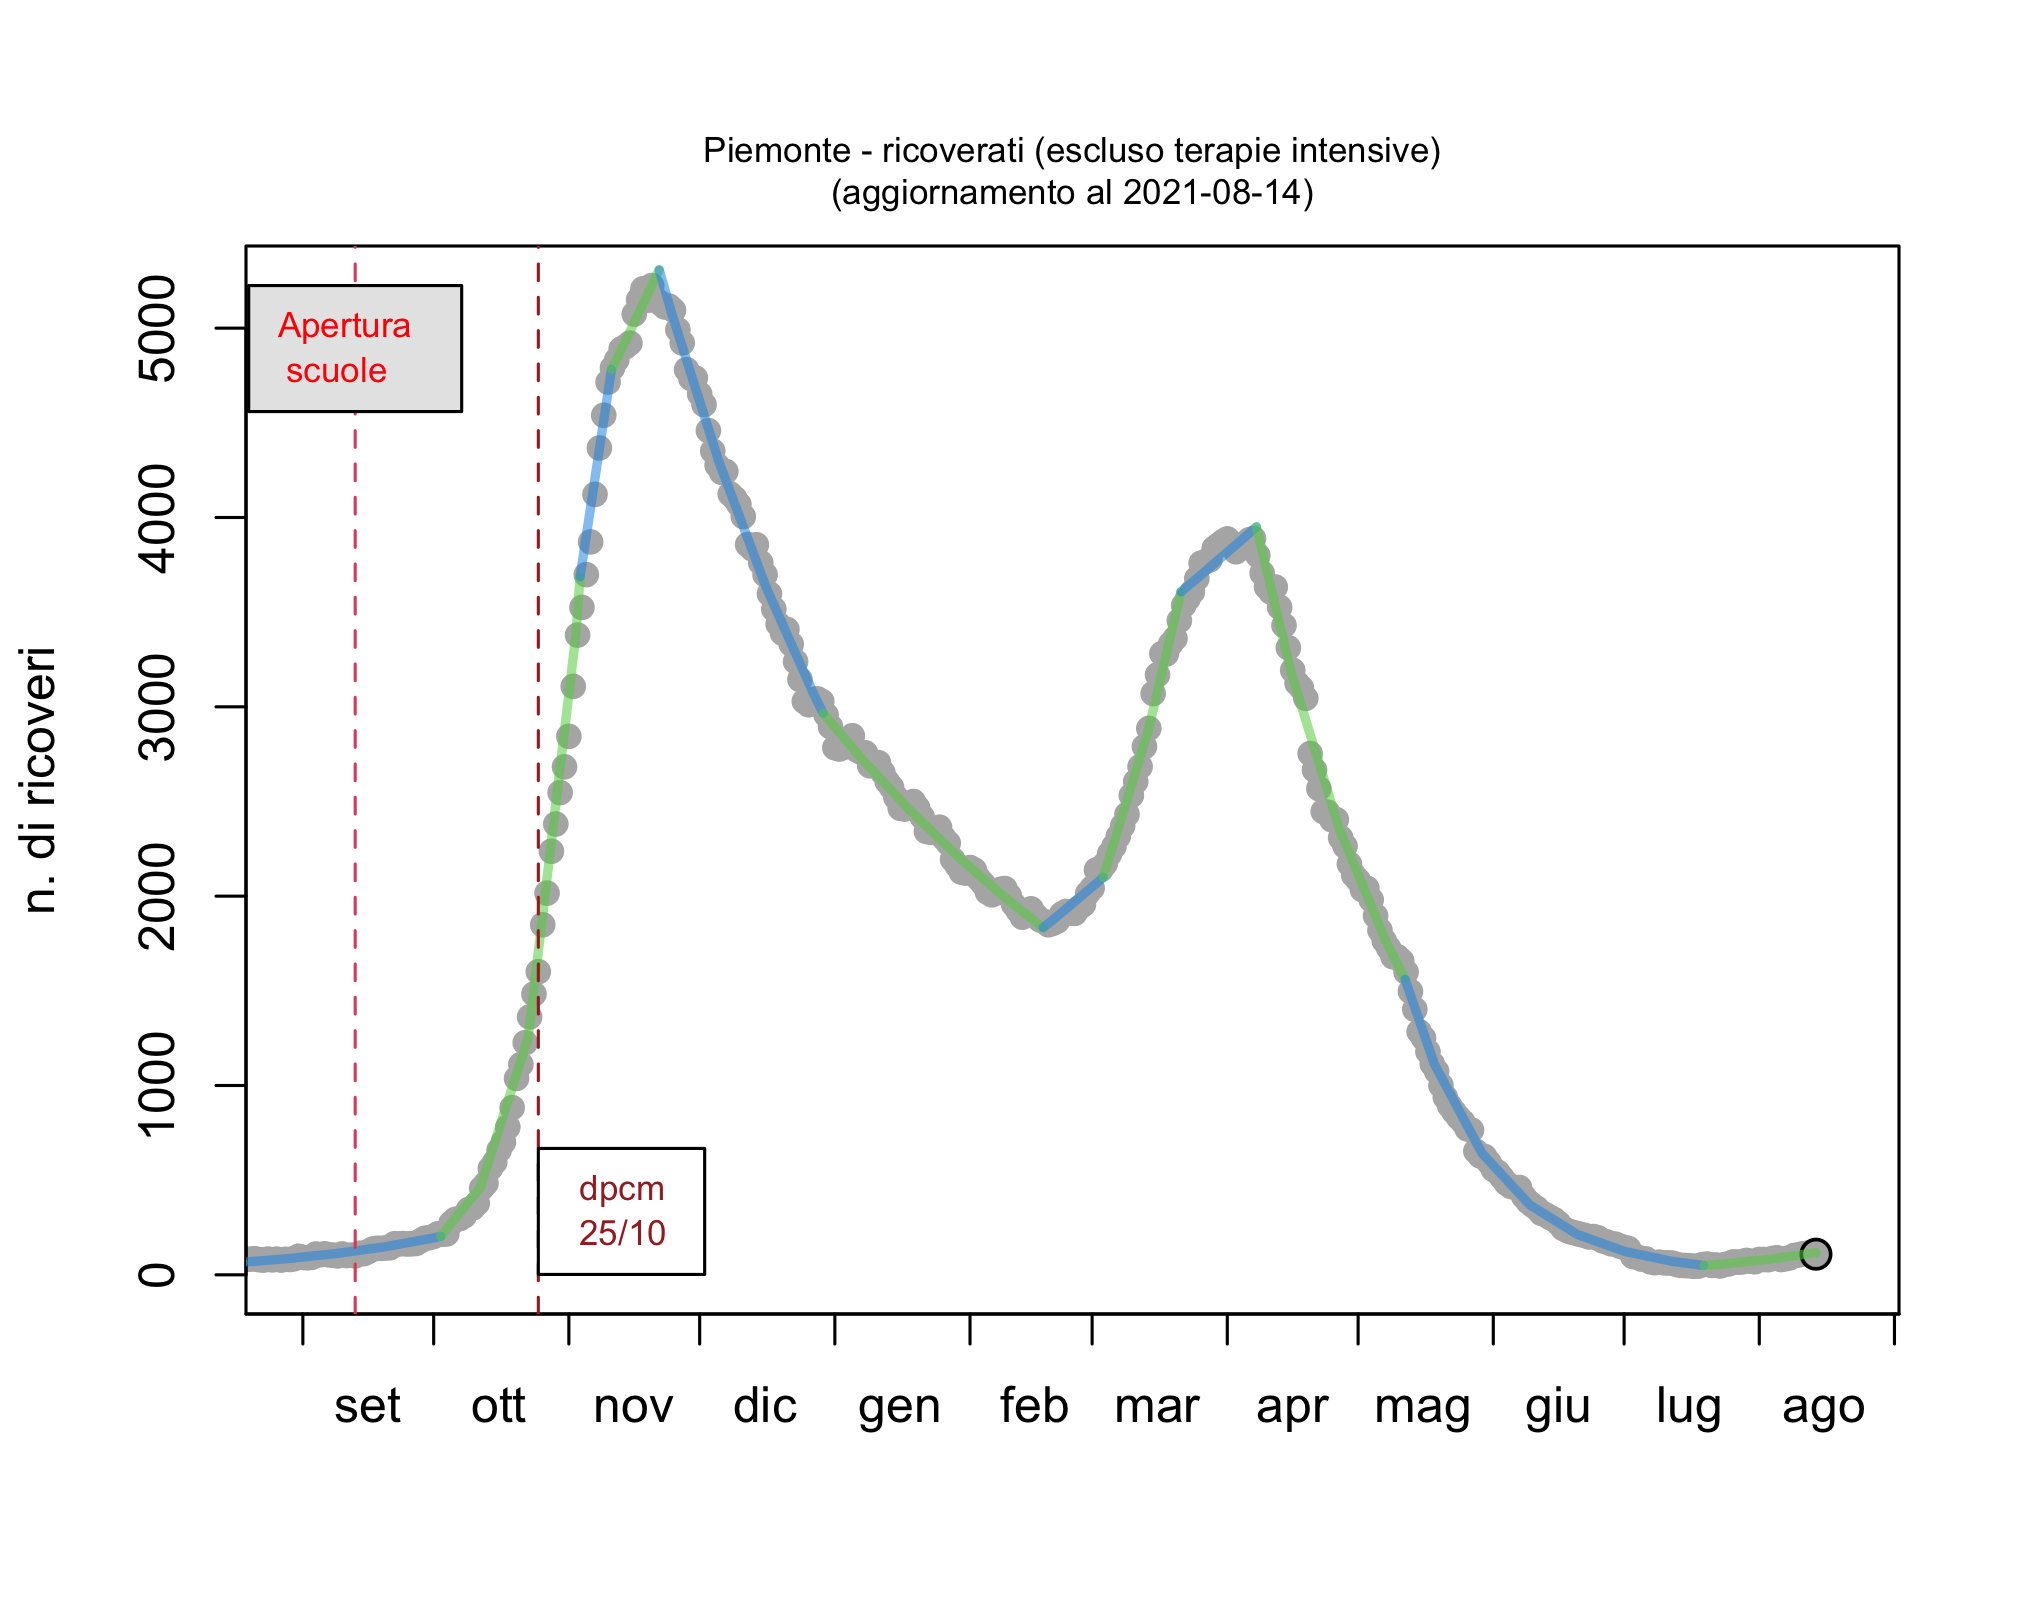 Piemonte - ricoverati (escluso terapie intensive)
(aggiornamento al 2021-08-14)
n. di ricoveri
5000
4000
3000
2000
1000
0
Apertura
scuole
dpcm
25/10
set ott nov dic gen feb mar apr mag giu lug ago